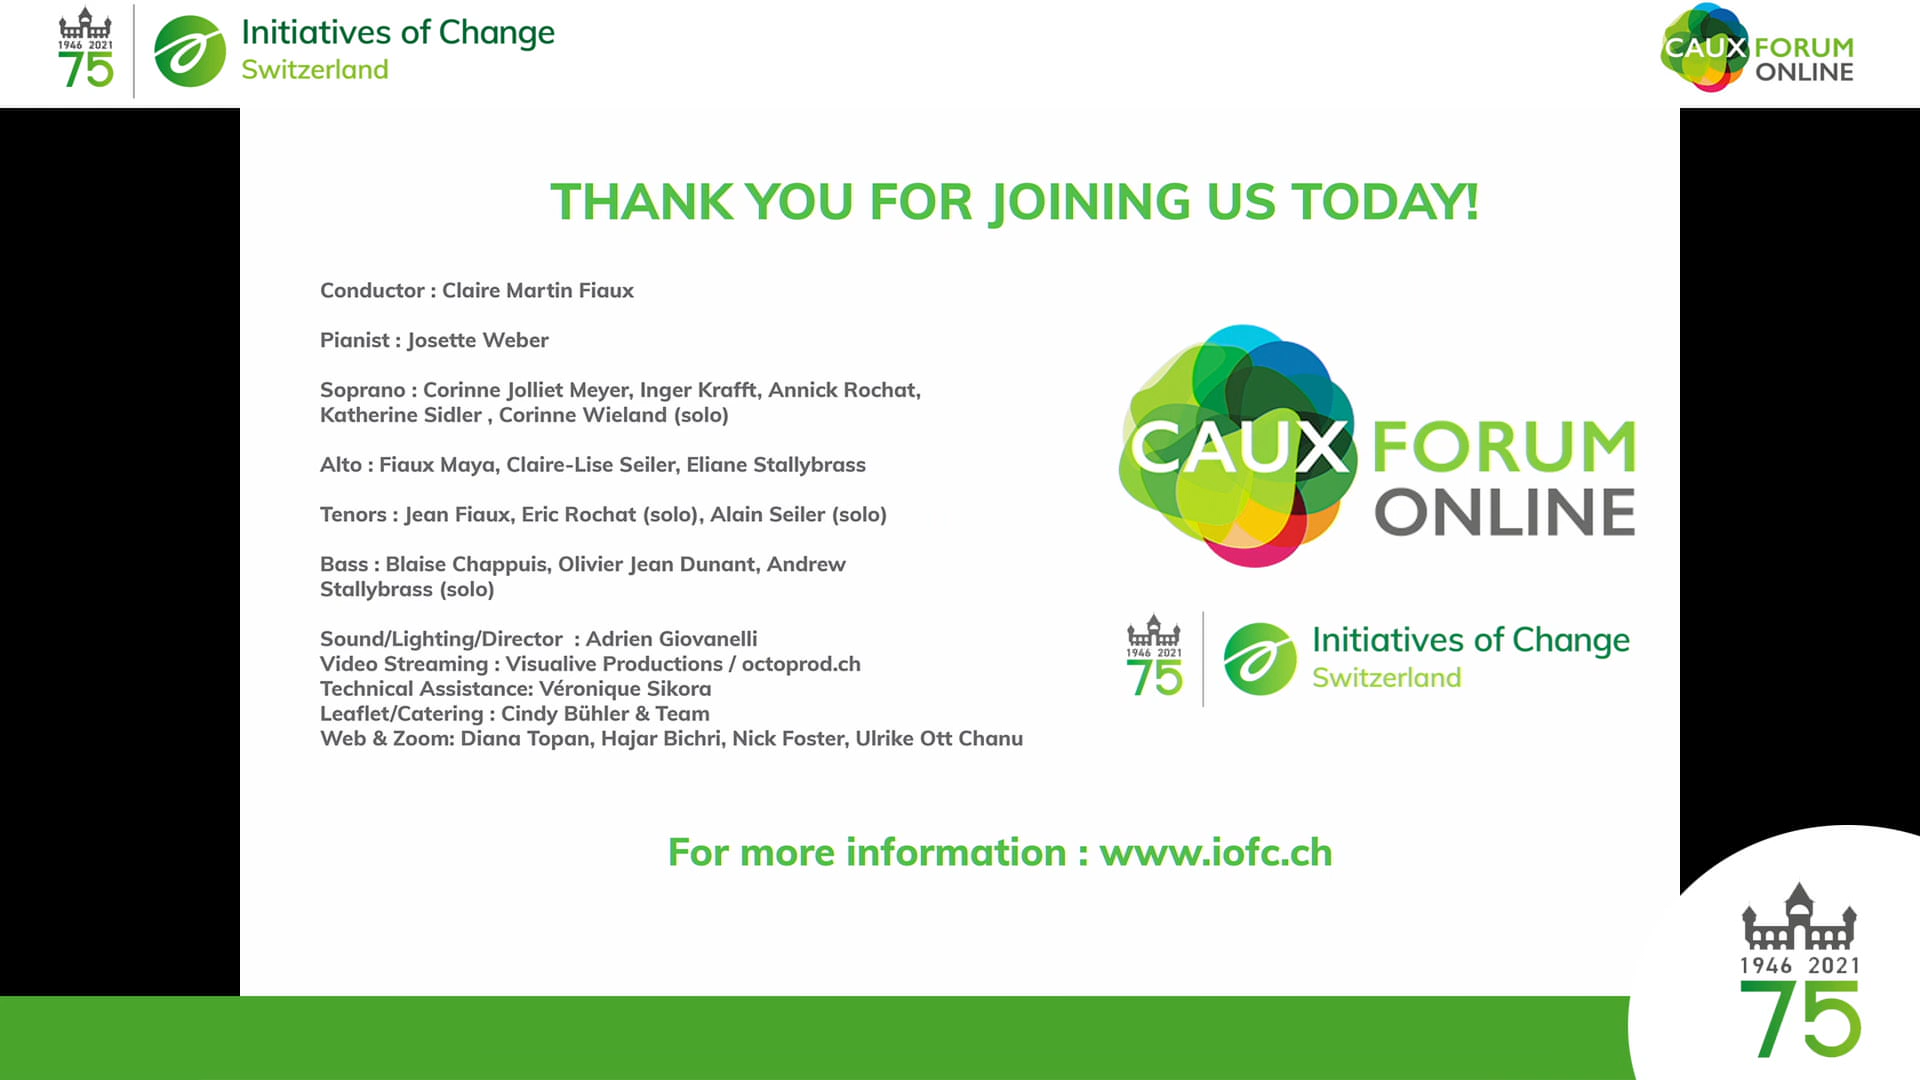 1946 2021
75
Initiatives of Change
Switzerland
CAUX FORUM
ONLINE
THANK YOU FOR JOINING US TODAY!
Conductor : Claire Martin Fiaux
Pianist : Josette Weber
Soprano : Corinne Jolliet Meyer, Inger Krafft, Annick Rochat,
Katherine Sidler , Corinne Wieland (solo)
Alto : Fiaux Maya, Claire-Lise Seiler, Eliane Stallybrass
Tenors : Jean Fiaux, Eric Rochat (solo), Alain Seiler (solo)
Bass : Blaise Chappuis, Olivier Jean Dunant, Andrew
Stallybrass (solo)
Sound/Lighting/Director  : Adrien Giovanelli
Video Streaming : Visualive Productions / octoprod.ch
Technical Assistance: Véronique Sikora
Leaflet/Catering : Cindy Bühler & Team
Web & Zoom: Diana Topan, Hajar Bichri, Nick Foster, Ulrike Ott Chanu
CAUX FORUM
ONLINE
1946 2021
75
Initiatives of Change
Switzerland
For more information : www.iofc.ch
1946 2021
75